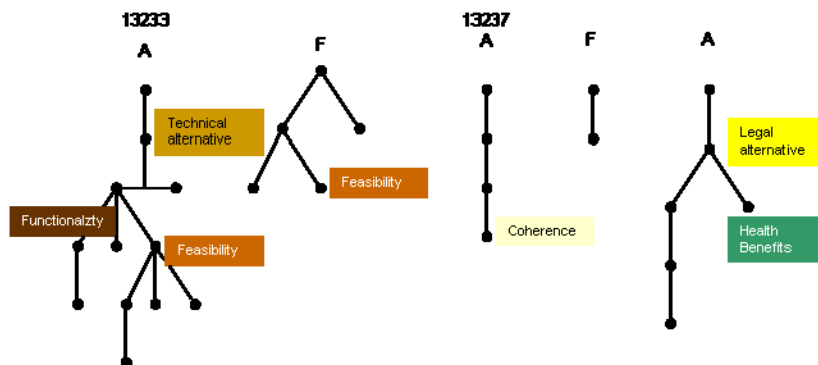 13233
13237
A
F
A
F
A
Technical
alternative
Legal
alternative
Feasibility
Functionalzty
Coherence
Health
Benefits
Feasibility